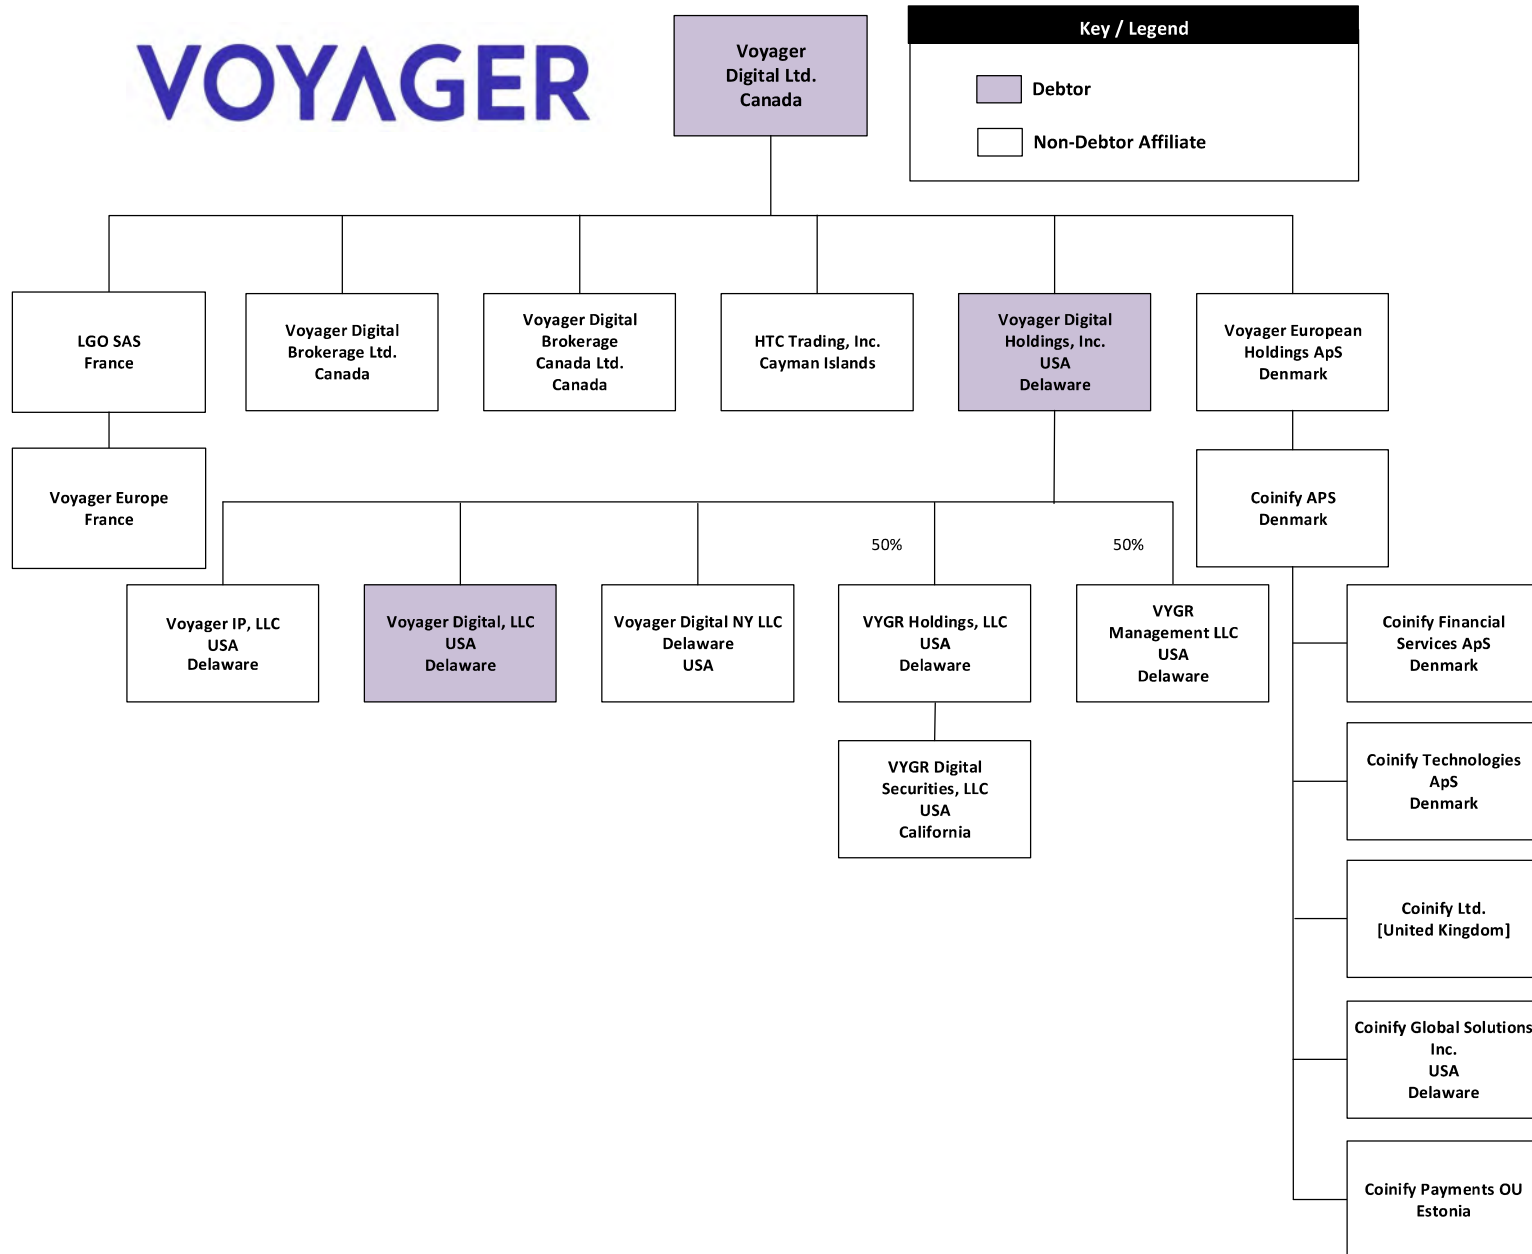 VOYAGER
Voyager
Digital Ltd.
Canada
Key / Legend
Debtor
Non-Debtor Affiliate
LGO SAS
France
Voyager Digital
Brokerage Ltd.
Canada
Voyager Digital
Brokerage
Canada Ltd.
Canada
HTC Trading, Inc.
Cayman Islands
Voyager Digital
Holdings, Inc.
USA
Delaware
Voyager European
Holdings ApS
Denmark
Voyager Europe
France
Coinify APS
Denmark
50%
50%
Voyager IP, LLC
USA
Delaware
Voyager Digital, LLC
USA
Delaware
Voyager Digital NY LLC
Delaware
USA
VYGR Holdings, LLC
USA
Delaware
VYGR
Management LLC
USA
Delaware
Coinify Financial
Services ApS
Denmark
VYGR Digital
Securities, LLC
USA
California
Coinify Technologies
ApS
Denmark
Coinify Ltd.
[United Kingdom]
Coinify Global Solutions
Inc.
USA
Delaware
Coinify Payments OU
Estonia